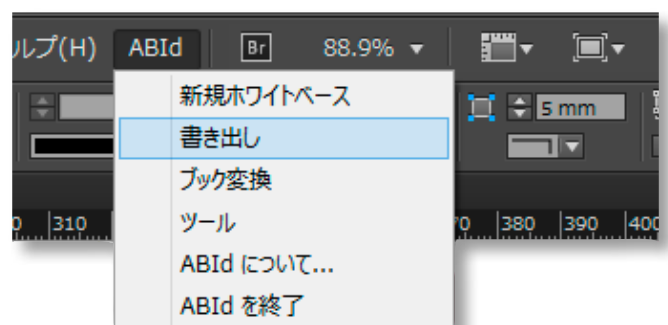 ルプ(H) ABId Br 88.9%
新規ホワイトベース
書き出し
5 mm
ブック変換
ツール
310 380 390 400
ABId について...
ABId を終了